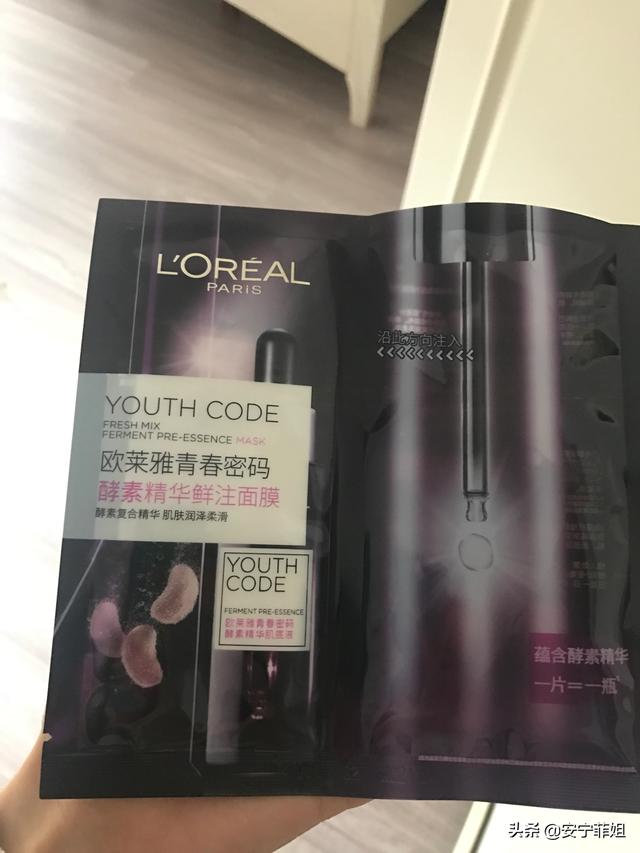 L'ORÉAL
PARIS
YOUTH CODE
FRESH MIX
FERMENT PRE-ESSENCE MASK
欧莱雅青春密码
酵素精华鲜注面膜
酵素复合精华 肌肤润泽柔滑
YOUTH
CODE
FERMENT PRE-ESSENCE
欧莱雅青春密码
酵素精华肌底液
沿此方向注入
<<<<<<<<<<
蕴含酵素精华
一片=一瓶
头条 @安宁菲姐